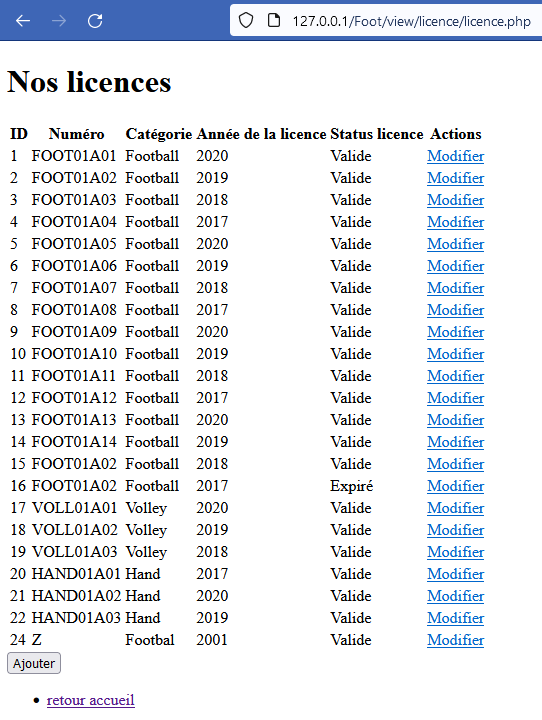 127.0.0.1/Foot/view/licence/licence.php
Nos licences
ID Numéro Catégorie Année de la licence Status licence Actions
1 FOOT01A01 Football 2020 Valide Modifier
2 FOOT01A02 Football 2019 Valide Modifier
3 FOOT01A03 Football 2018 Valide Modifier
4 FOOT01A04 Football 2017 Valide Modifier
5 FOOT01A05 Football 2020 Valide Modifier
6 FOOT01A06 Football 2019 Valide Modifier
7 FOOT01A07 Football 2018 Valide Modifier
8 FOOT01A08 Football 2017 Valide Modifier
9 FOOT01A09 Football 2020 Valide Modifier
10 FOOT01A10 Football 2019 Valide Modifier
11 FOOT01A11 Football 2018 Valide Modifier
12 FOOT01A12 Football 2017 Valide Modifier
13 FOOT01A13 Football 2020 Valide Modifier
14 FOOT01A14 Football 2019 Valide Modifier
15 FOOT01A02 Football 2018 Valide Modifier
16 FOOT01A02 Football 2017 Expiré Modifier
17 VOLL01A01 Volley 2020 Valide Modifier
18 VOLL01A02 Volley 2019 Valide Modifier
19 VOLL01A03 Volley 2018 Valide Modifier
20 HAND01A01 Hand 2017 Valide Modifier
21 HAND01A02 Hand 2020 Valide Modifier
22 HAND01A03 Hand 2019 Valide Modifier
24 Z Footbal 2001 Valide Modifier
Ajouter
retour accueil